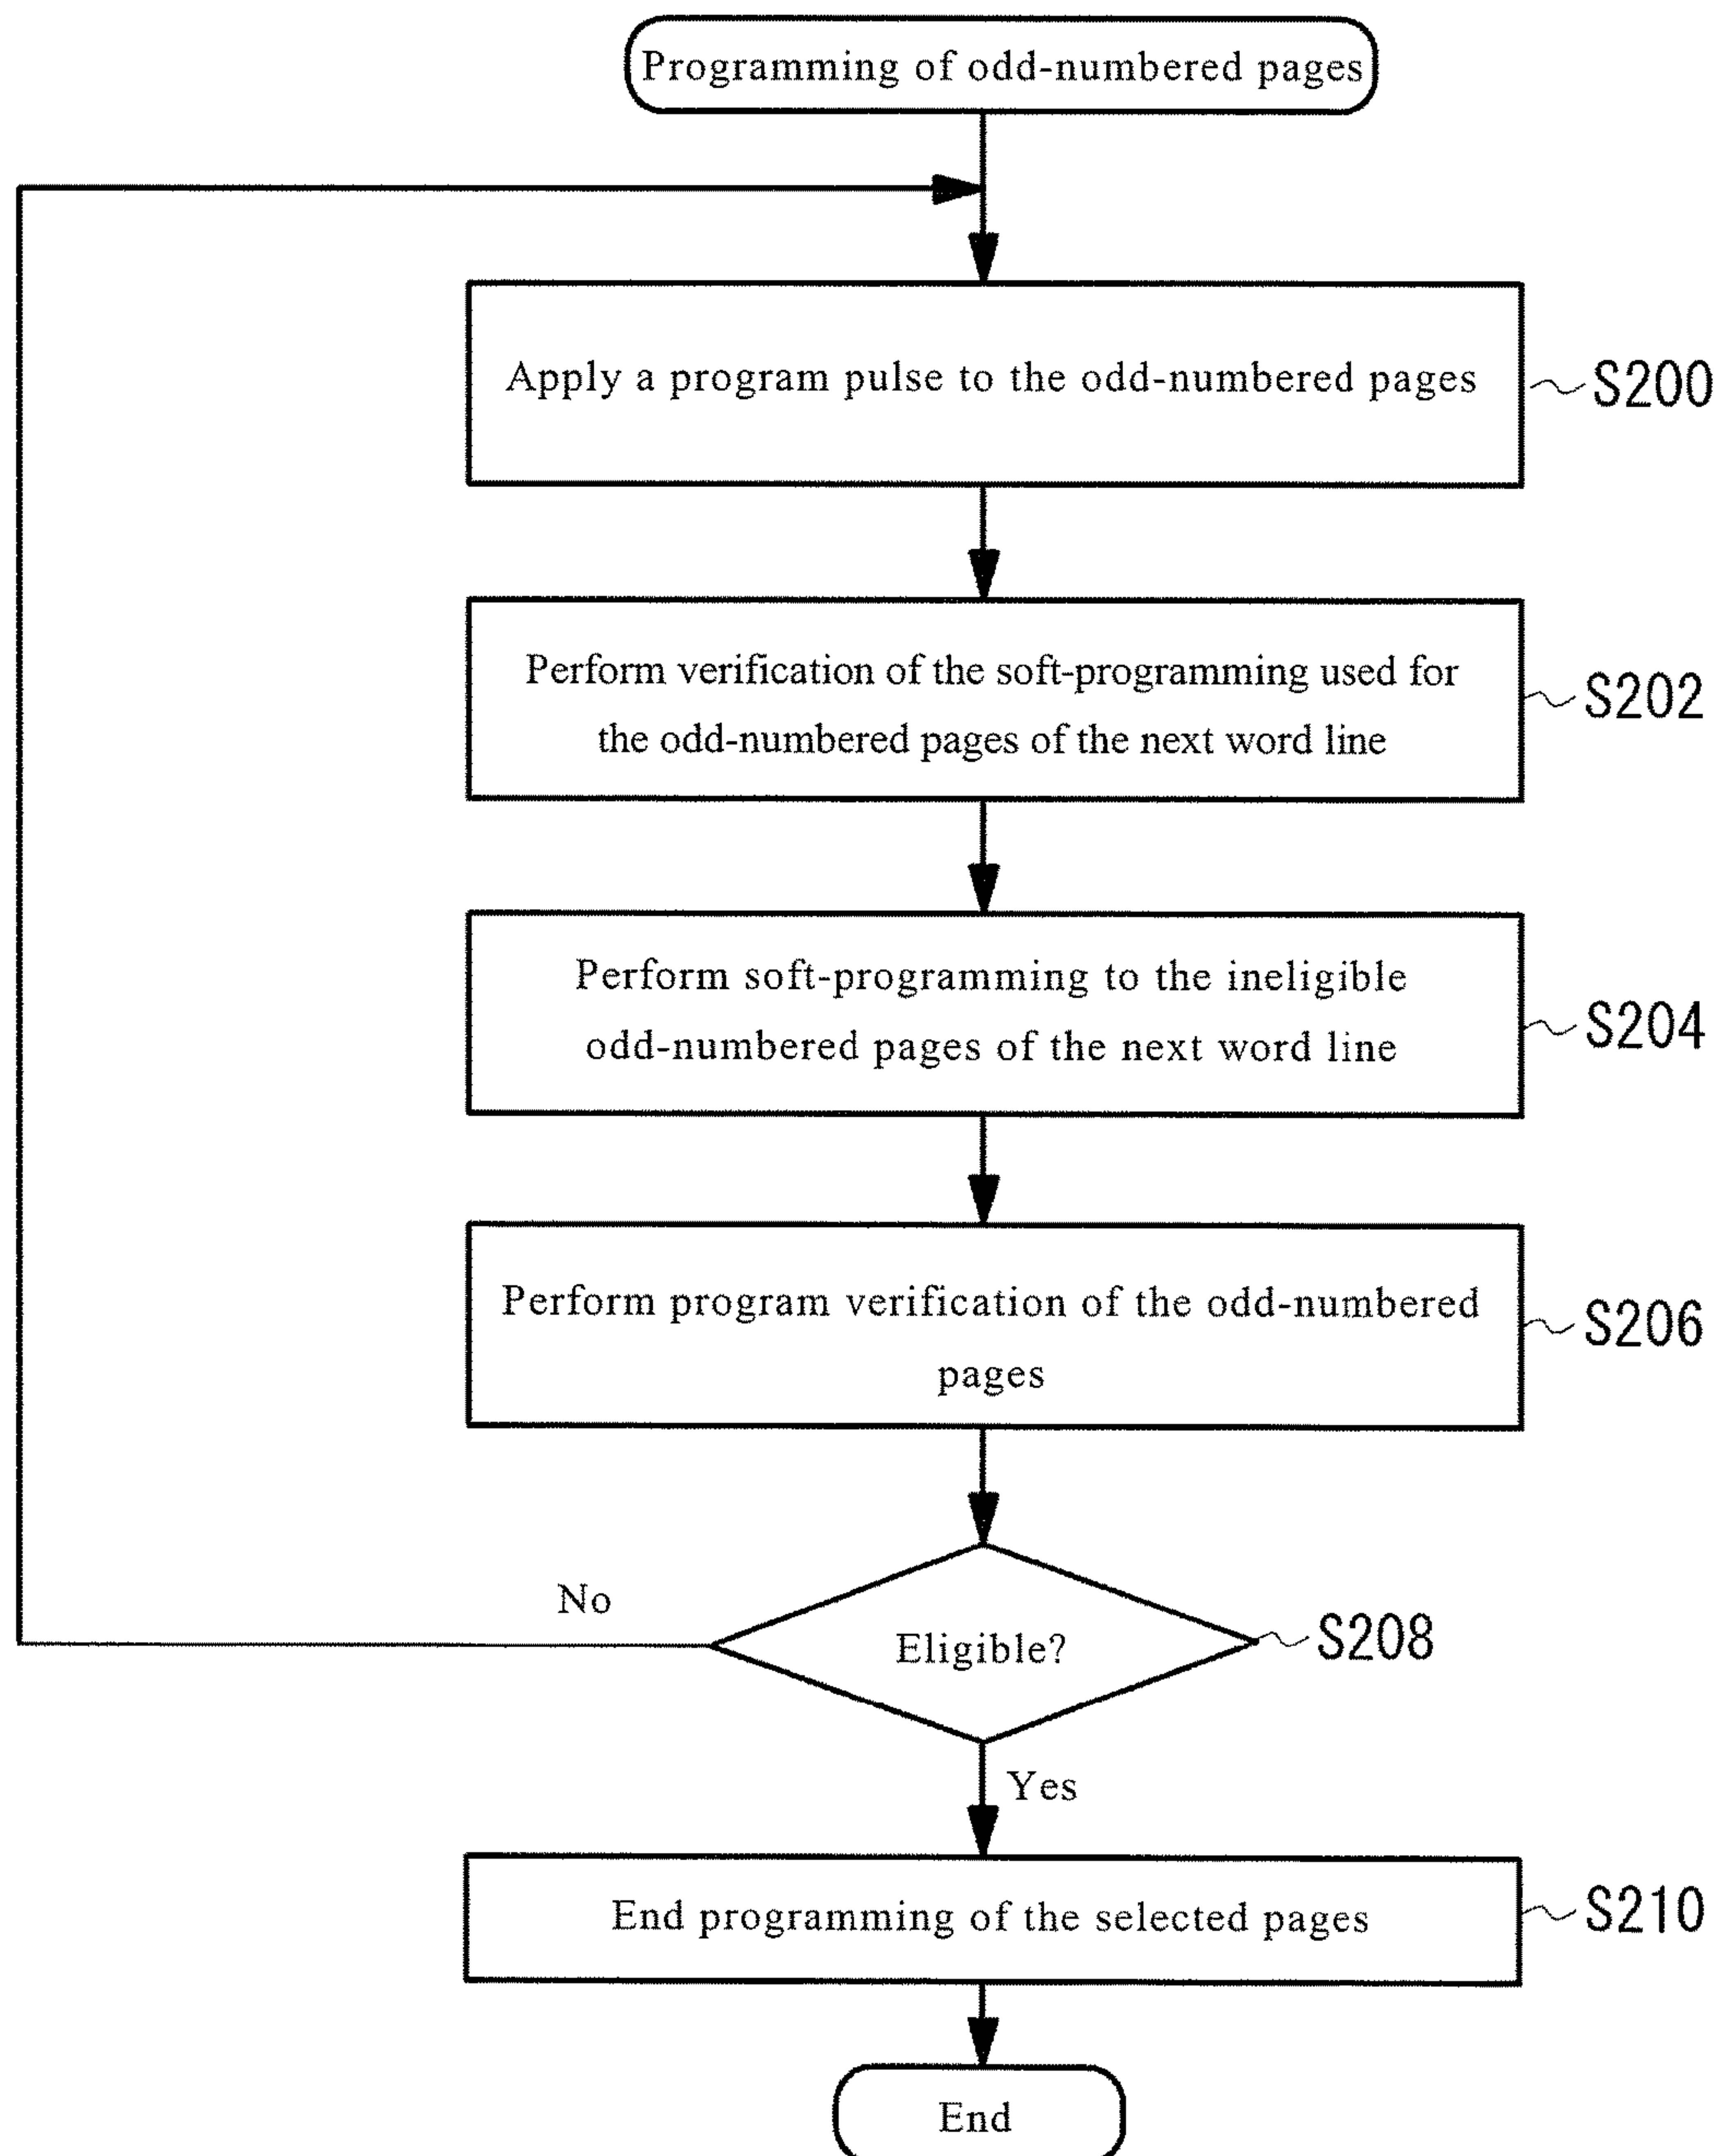 Programming of odd-numbered pages
Apply a program pulse to the odd-numbered pages
S200
Perform verification of the soft-programming used for
the odd-numbered pages of the next word line
S202
Perform soft-programming to the ineligible
odd-numbered pages of the next word line
S204
Perform program verification of the odd-numbered
pages
S206
No
Eligible?
S208
Yes
End programming of the selected pages
S210
End